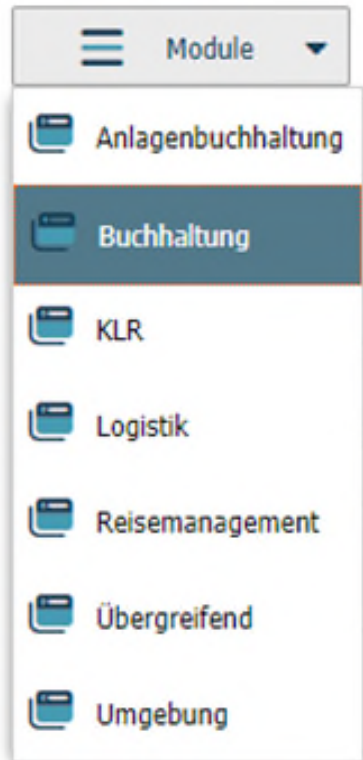 Module
Anlagenbuchhaltung
Buchhaltung
KLR
Logistik
Reisemanagement
Übergreifend
Umgebung